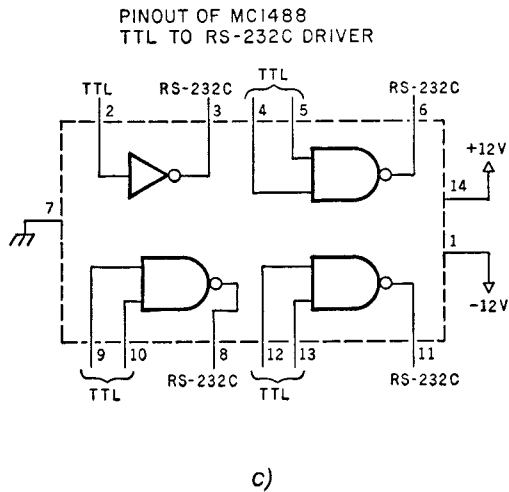 PINOUT OF MC1488
TTL TO RS-232C DRIVER
TTL RS-232C TTL RS-232C
2 3 4 5 6
+12V
14
7
1
-12V
9 10 8 12 13 11
TTL RS-232C TTL RS-232C
c)